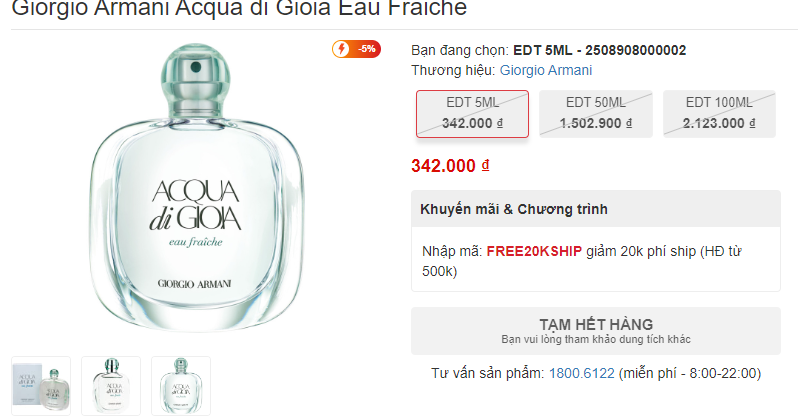 Giorgio Armani Acqua di Gioia Eau Fraiche
-5%
ACQUA
di GIOIA
eau fraîche
GIORGIO ARMANI
Bạn đang chọn: EDT 5ML - 2508908000002
Thương hiệu: Giorgio Armani
EDT 5ML
342.000 ₫
EDT 50ML
1.502.900 ₫
EDT 100ML
2.123.000 ₫
342.000 ₫
Khuyến mãi & Chương trình
Nhập mã: FREE20KSHIP giảm 20k phí ship (HĐ từ
500k)
TẠM HẾT HÀNG
Bạn vui lòng tham khảo dung tích khác
Tư vấn sản phẩm: 1800.6122 (miễn phí - 8:00-22:00)